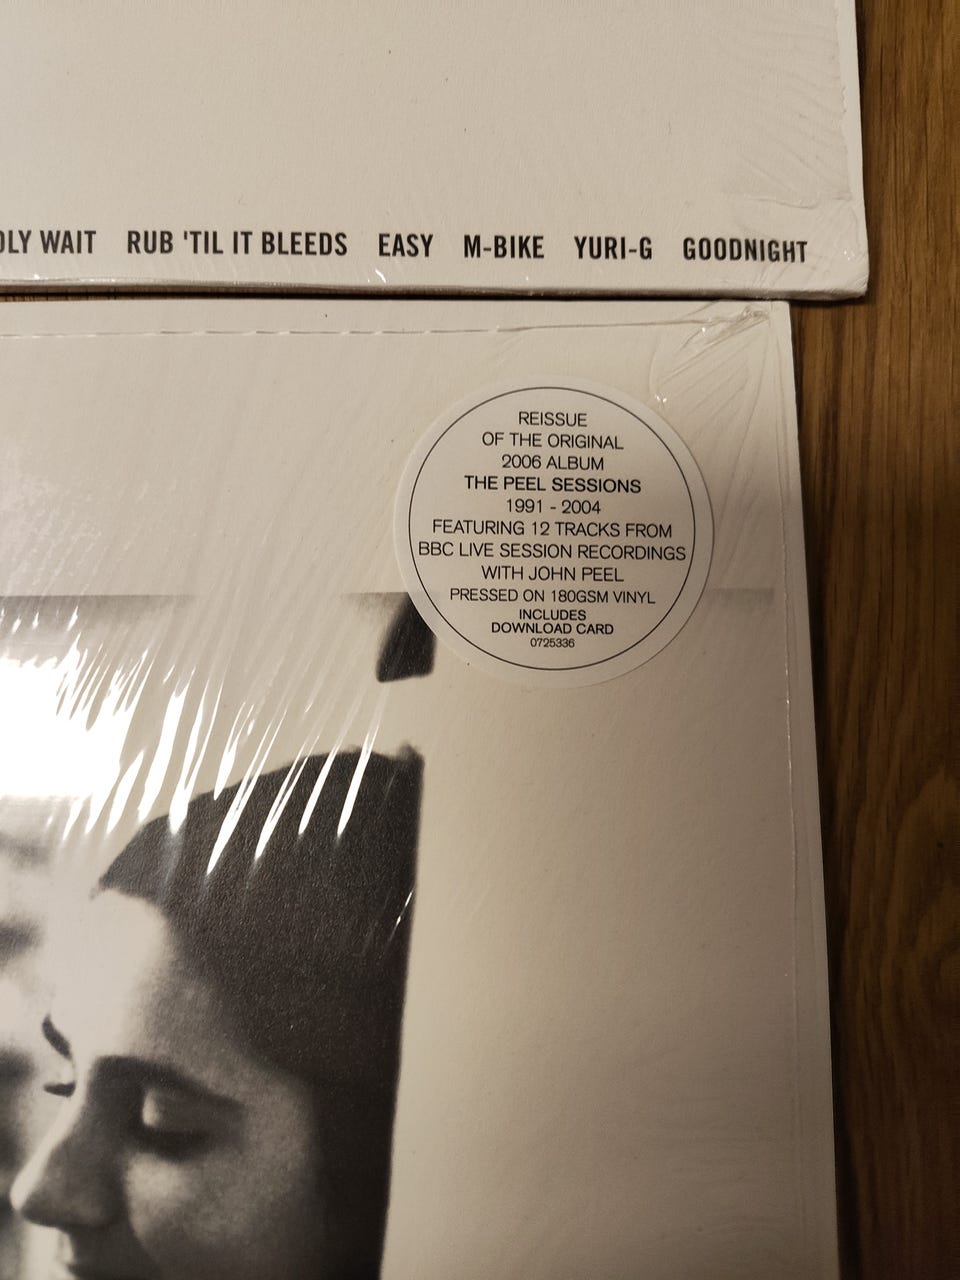 WAIT RUB 'TIL IT BLEEDS EASY M-BIKE YURI-G GOODNIGHT
REISSUE
OF THE ORIGINAL
2006 ALBUM
THE PEEL SESSIONS
1991 - 2004
FEATURING 12 TRACKS FROM
BBC LIVE SESSION RECORDINGS
WITH JOHN PEEL
PRESSED ON 180GSM VINYL
INCLUDES
DOWNLOAD CARD
0725336